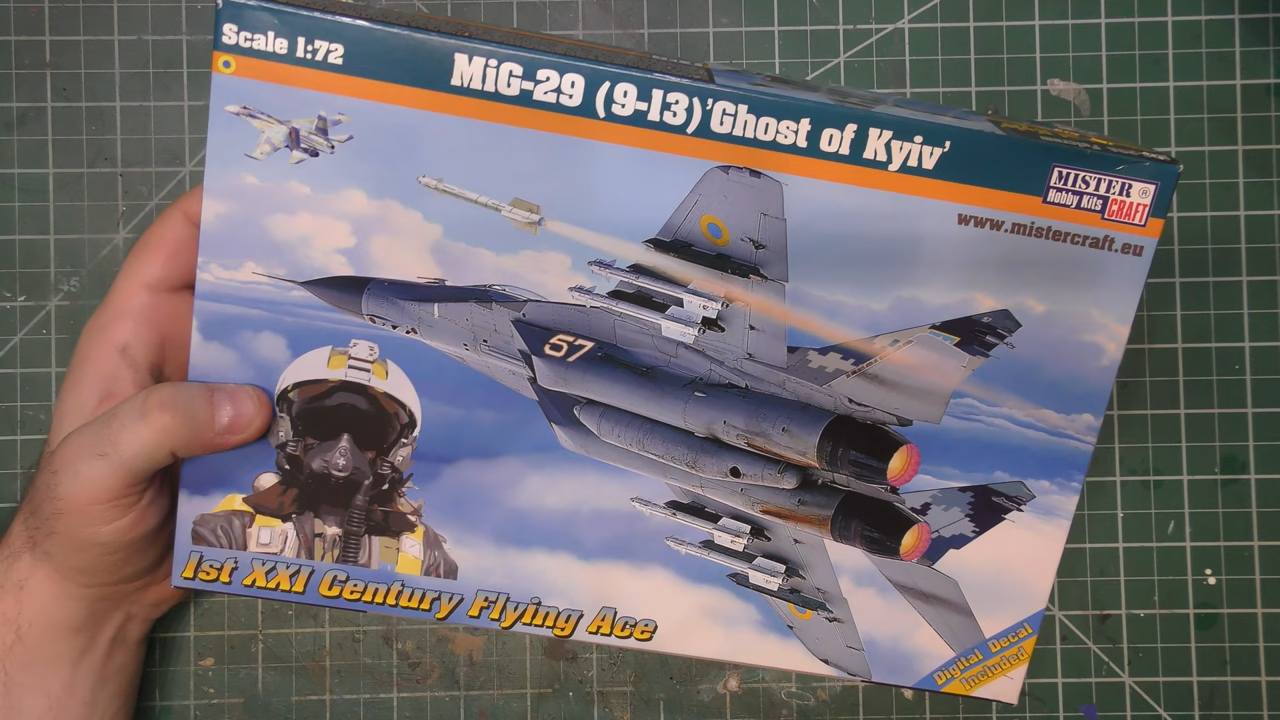 Scale 1:72
MiG-29 (9-13) 'Ghost of Kyiv'
MISTER ®
Hobby Kits CRAFT
www.mistercraft.eu
57
1st XXI Century Flying Ace
Digital Decal
Included